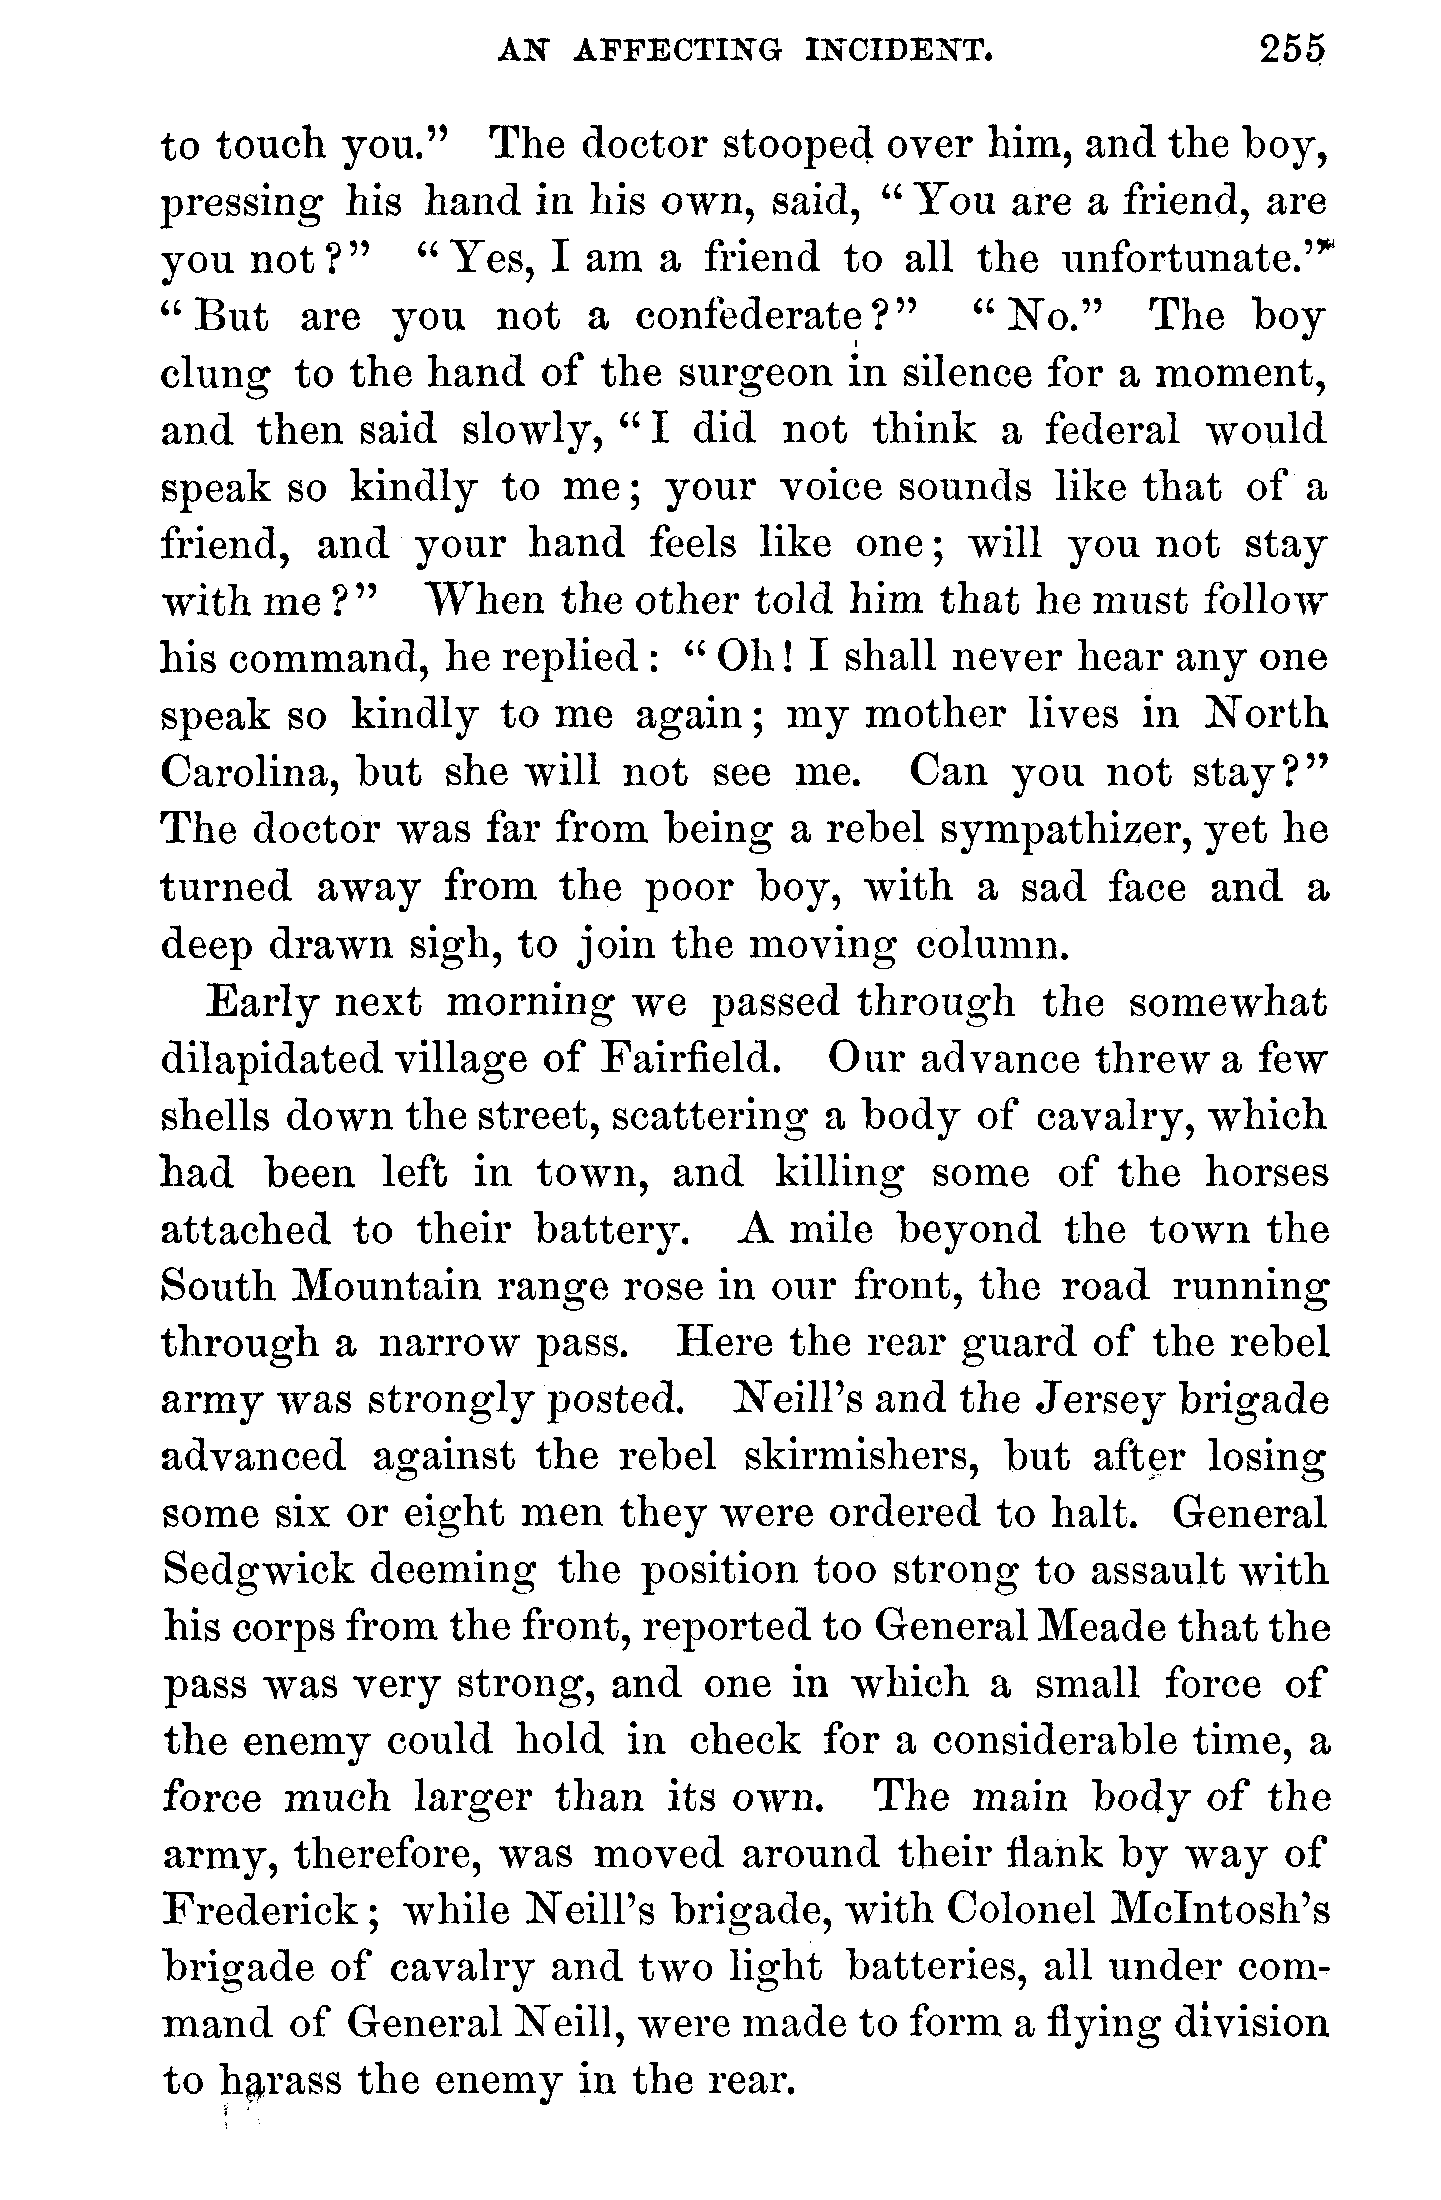 AN AFFECTING INCIDENT. 255
to touch you.” The doctor stooped over him, and the boy,
pressing his hand in his own, said, “You are a friend, are
you not?” “Yes, I am a friend to all the unfortunate.”
“But are you not a confederate?” “No.” The boy
clung to the hand of the surgeon in silence for a moment,
and then said slowly, “I did not think a federal would
speak so kindly to me; your voice sounds like that of a
friend, and your hand feels like one; will you not stay
with me?” When the other told him that he must follow
his command, he replied: “Oh! I shall never hear any one
speak so kindly to me again; my mother lives in North
Carolina, but she will not see me. Can you not stay?”
The doctor was far from being a rebel sympathizer, yet he
turned away from the poor boy, with a sad face and a
deep drawn sigh, to join the moving column.
Early next morning we passed through the somewhat
dilapidated village of Fairfield. Our advance threw a few
shells down the street, scattering a body of cavalry, which
had been left in town, and killing some of the horses
attached to their battery. A mile beyond the town the
South Mountain range rose in our front, the road running
through a narrow pass. Here the rear guard of the rebel
army was strongly posted. Neill’s and the Jersey brigade
advanced against the rebel skirmishers, but after losing
some six or eight men they were ordered to halt. General
Sedgwick deeming the position too strong to assault with
his corps from the front, reported to General Meade that the
pass was very strong, and one in which a small force of
the enemy could hold in check for a considerable time, a
force much larger than its own. The main body of the
army, therefore, was moved around their flank by way of
Frederick; while Neill’s brigade, with Colonel McIntosh’s
brigade of cavalry and two light batteries, all under com-
mand of General Neill, were made to form a flying division
to harass the enemy in the rear.